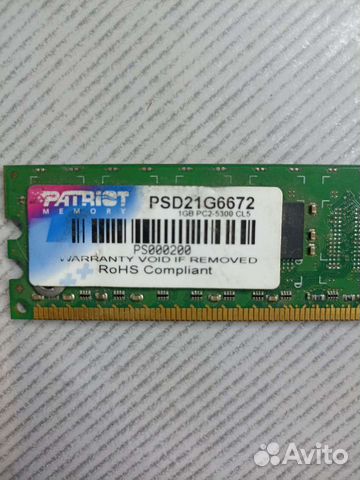 PATRIOT
MEMORY
PSD21G6672
1GB PC2-5300 CL5
PS000200
WARRANTY VOID IF REMOVED
RoHS Compliant
Avito